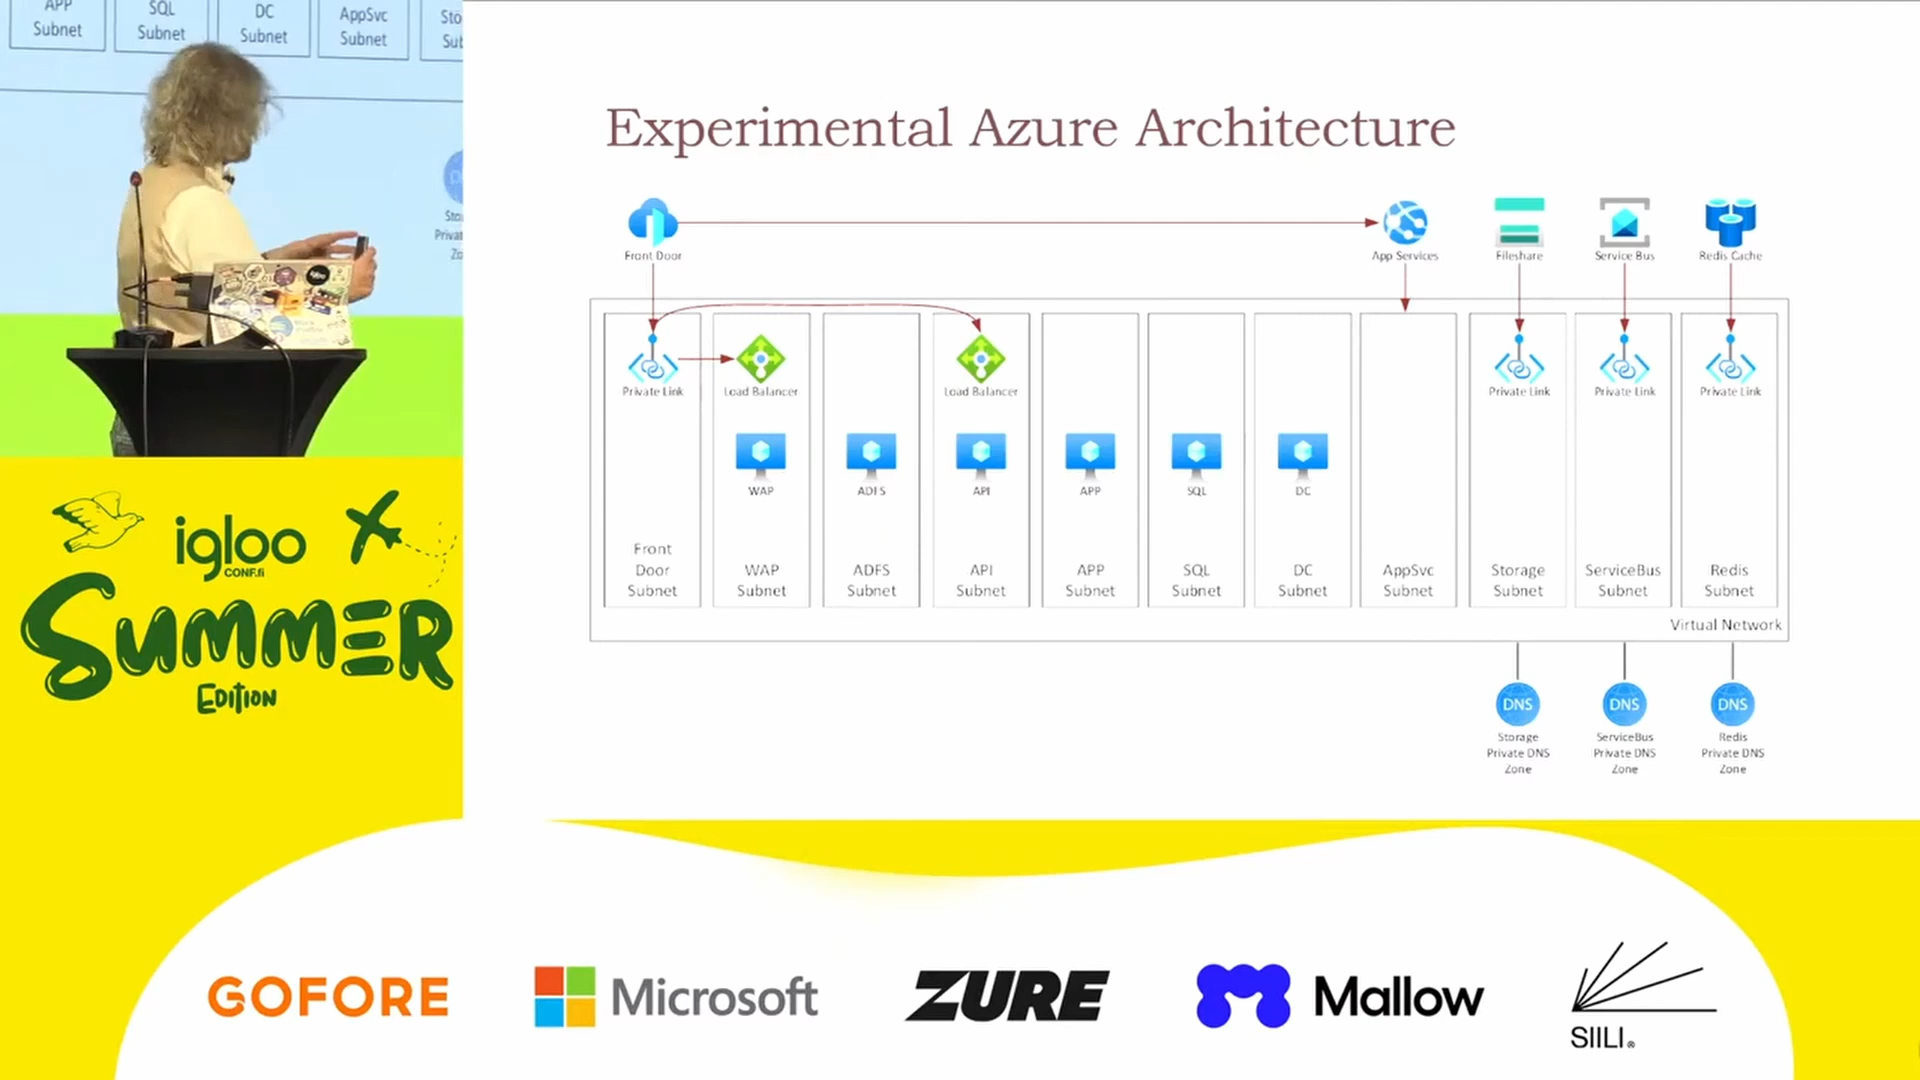 APP
Subnet
SQL
Subnet
DC
Subnet
AppSvc
Subnet
igloo
CONF.fi
SUMMER
EDITION
Experimental Azure Architecture
Front Door
App Services
Fileshare
Service Bus
Redis Cache
Private Link
Load Balancer
Load Balancer
Private Link
Private Link
Private Link
WAP
ADFS
API
APP
SQL
DC
Front
Door
Subnet
WAP
Subnet
ADFS
Subnet
API
Subnet
APP
Subnet
SQL
Subnet
DC
Subnet
AppSvc
Subnet
Storage
Subnet
ServiceBus
Subnet
Redis
Subnet
Virtual Network
DNS
Storage
Private DNS
Zone
DNS
ServiceBus
Private DNS
Zone
DNS
Redis
Private DNS
Zone
GOFORE
Microsoft
ZURE
Mallow
SIILI